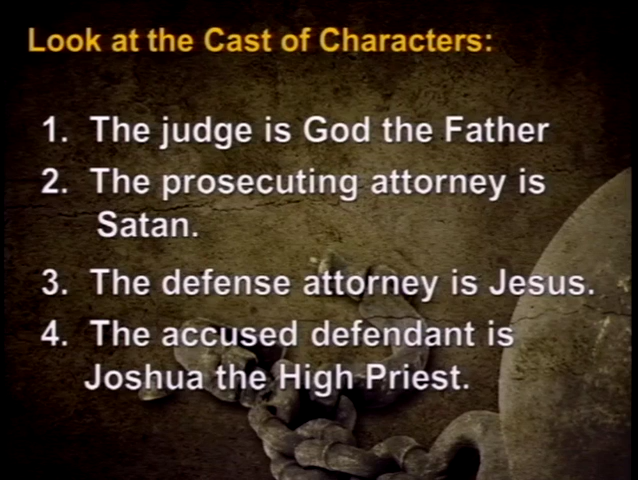 Look at the Cast of Characters:
1. The judge is God the Father
2. The prosecuting attorney is
Satan.
3. The defense attorney is Jesus.
4. The accused defendant is
Joshua the High Priest.